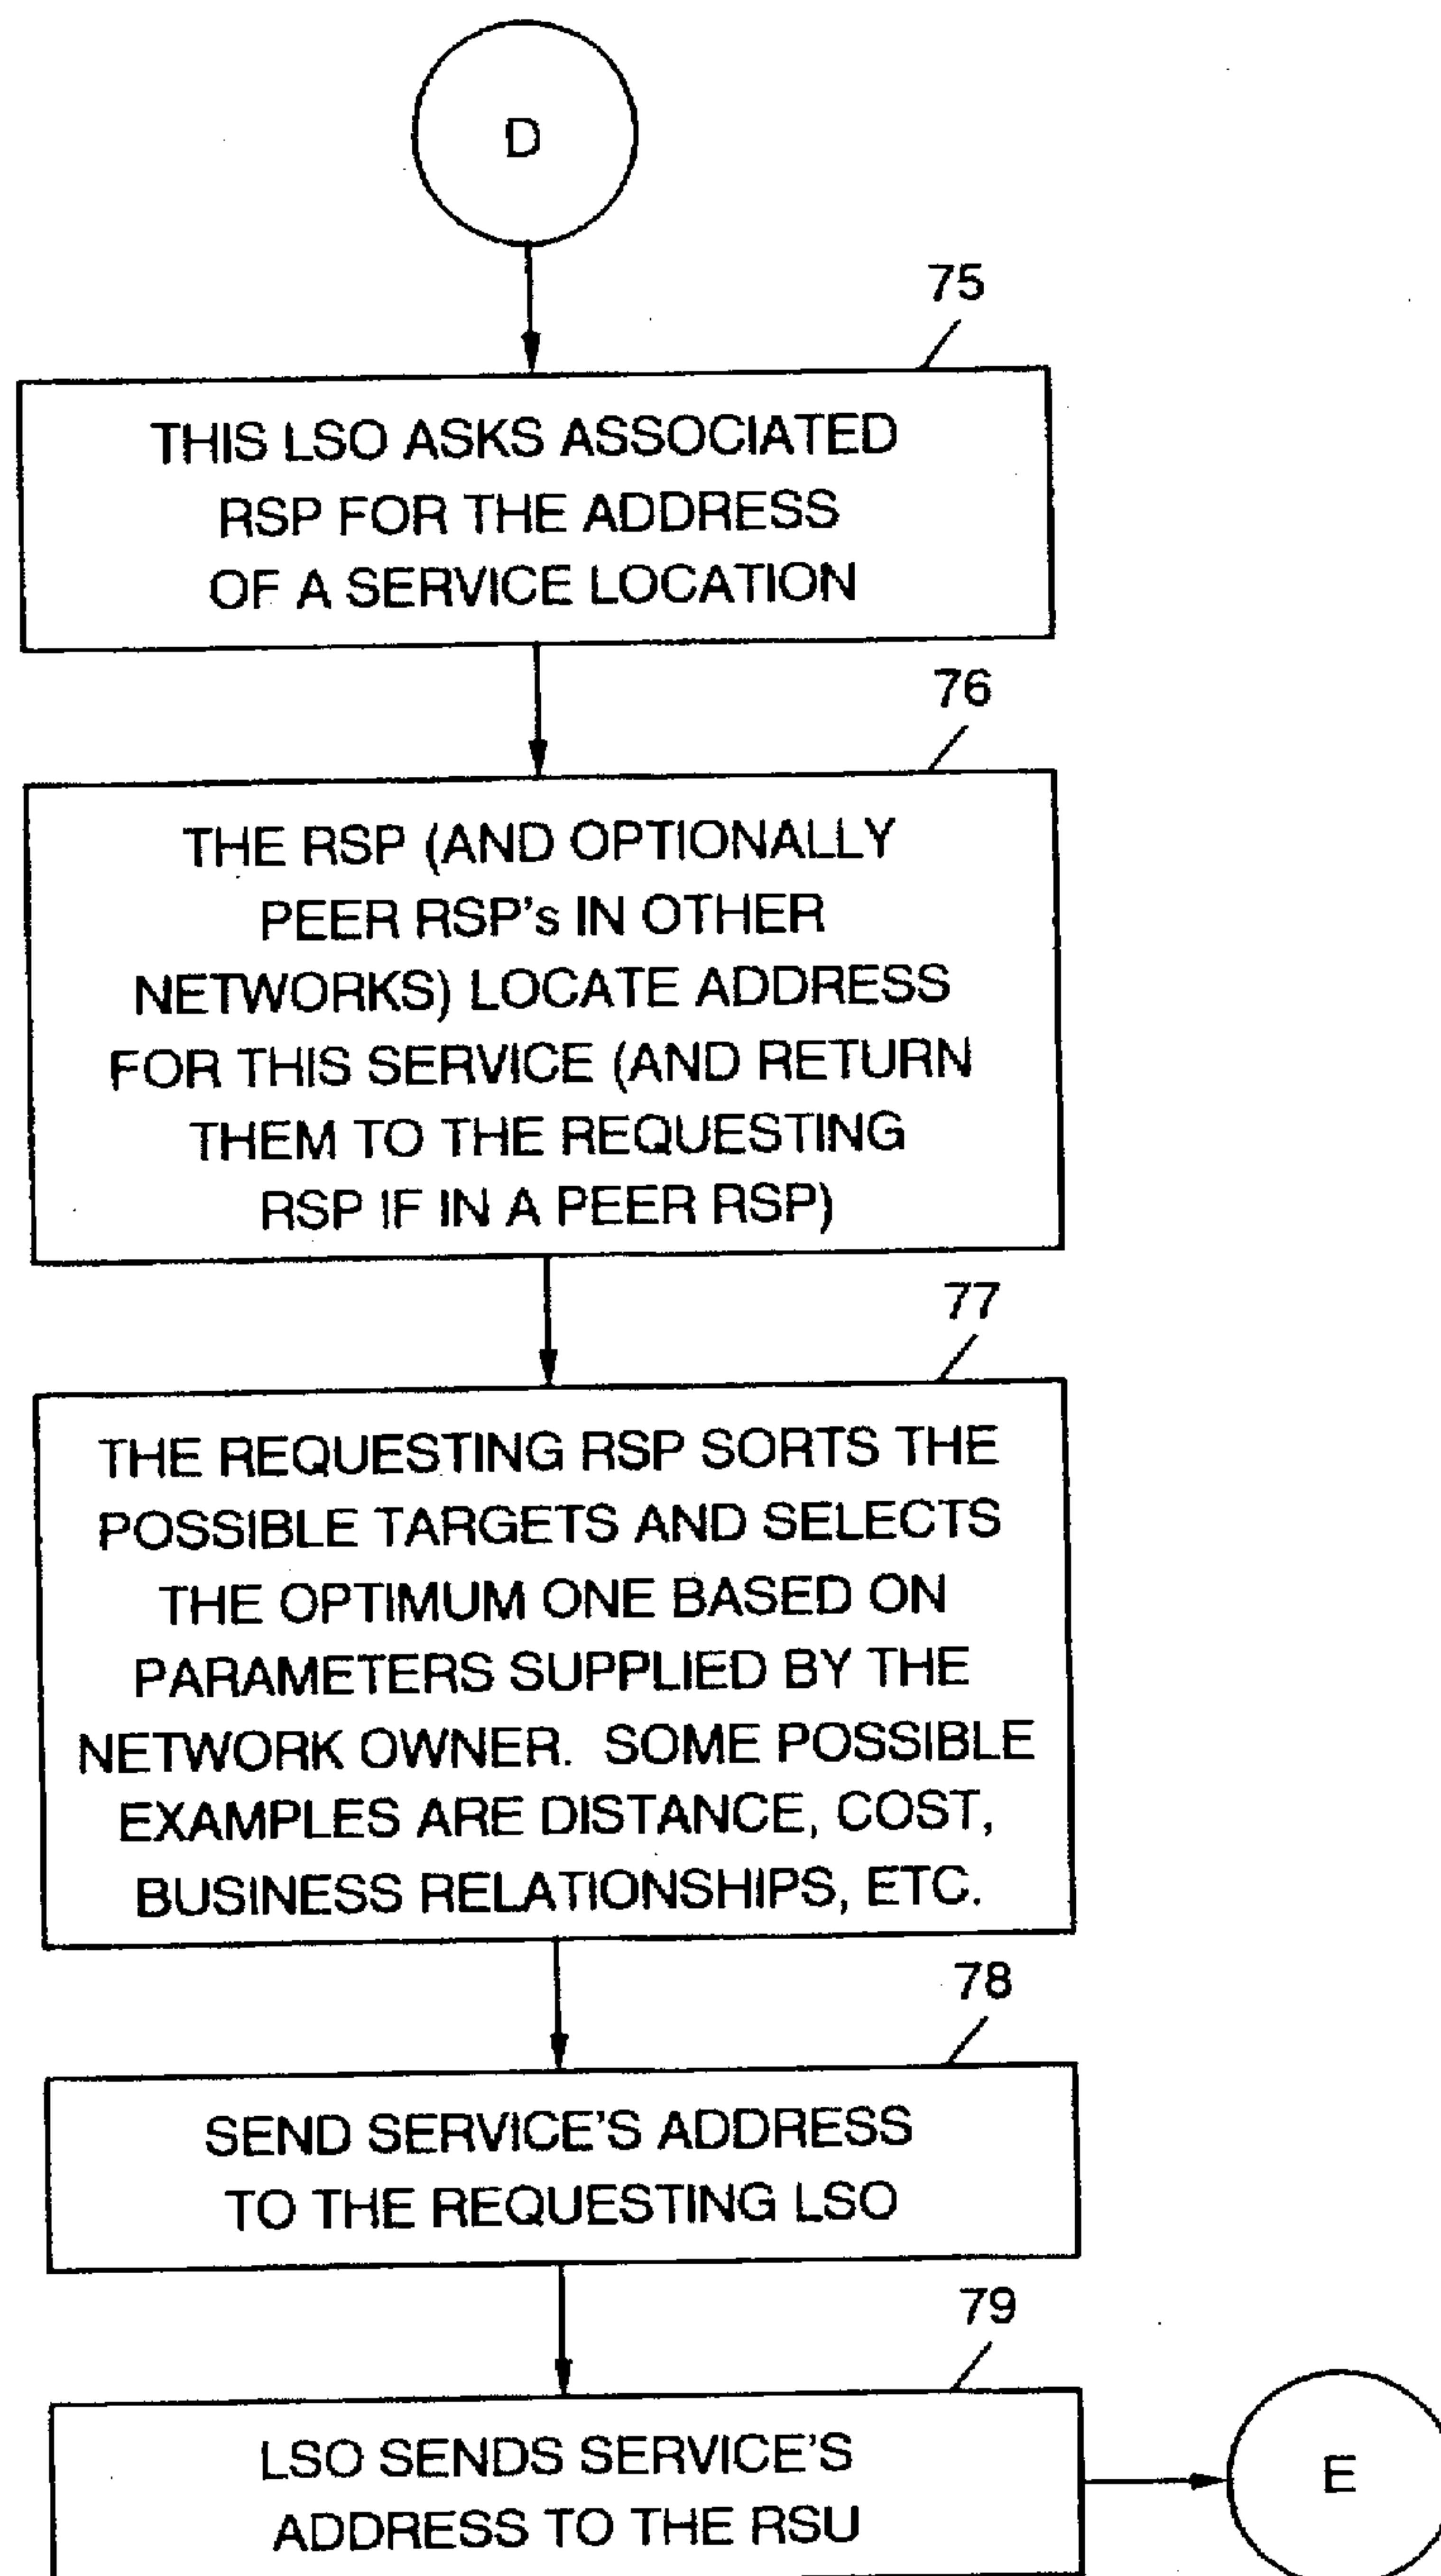 D
75
THIS LSO ASKS ASSOCIATED
RSP FOR THE ADDRESS
OF A SERVICE LOCATION
76
THE RSP (AND OPTIONALLY
PEER RSP's IN OTHER
NETWORKS) LOCATE ADDRESS
FOR THIS SERVICE (AND RETURN
THEM TO THE REQUESTING
RSP IF IN A PEER RSP)
77
THE REQUESTING RSP SORTS THE
POSSIBLE TARGETS AND SELECTS
THE OPTIMUM ONE BASED ON
PARAMETERS SUPPLIED BY THE
NETWORK OWNER. SOME POSSIBLE
EXAMPLES ARE DISTANCE, COST,
BUSINESS RELATIONSHIPS, ETC.
78
SEND SERVICE'S ADDRESS
TO THE REQUESTING LSO
79
LSO SENDS SERVICE'S
ADDRESS TO THE RSU
E